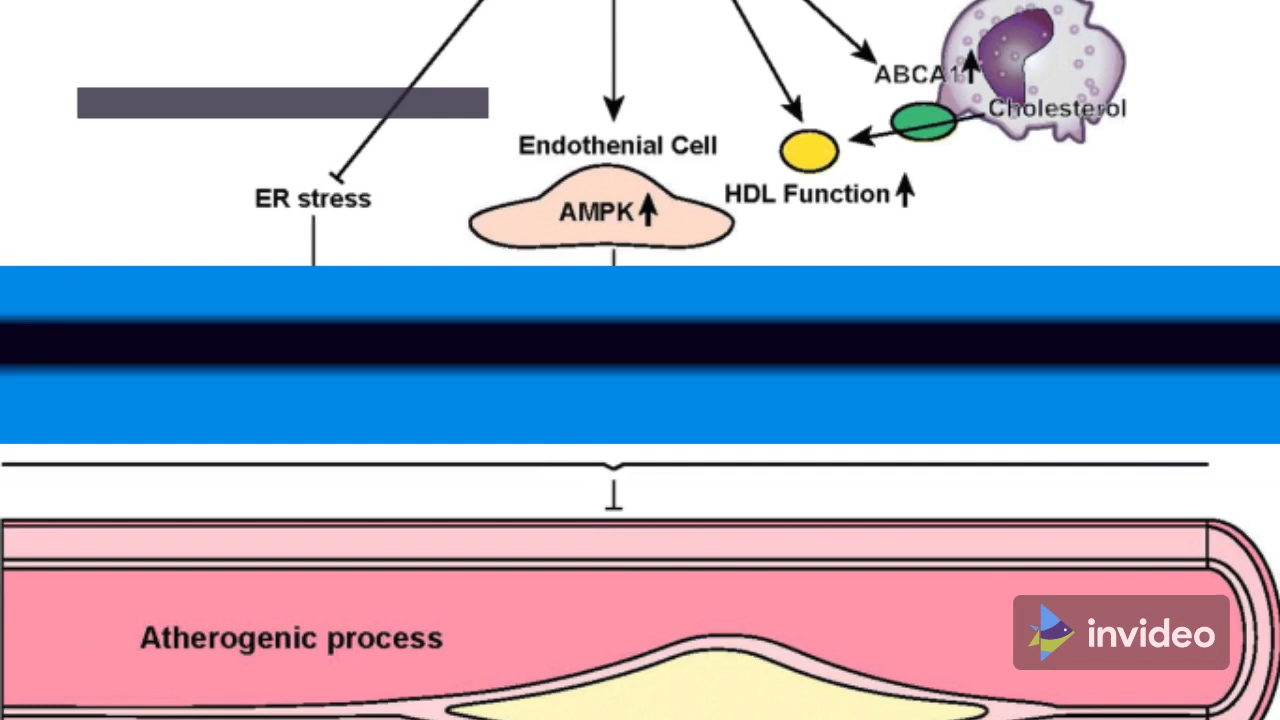 ABCA1
Cholesterol
Endothenial Cell
HDL Function
ER stress
AMPK
Atherogenic process
invideo